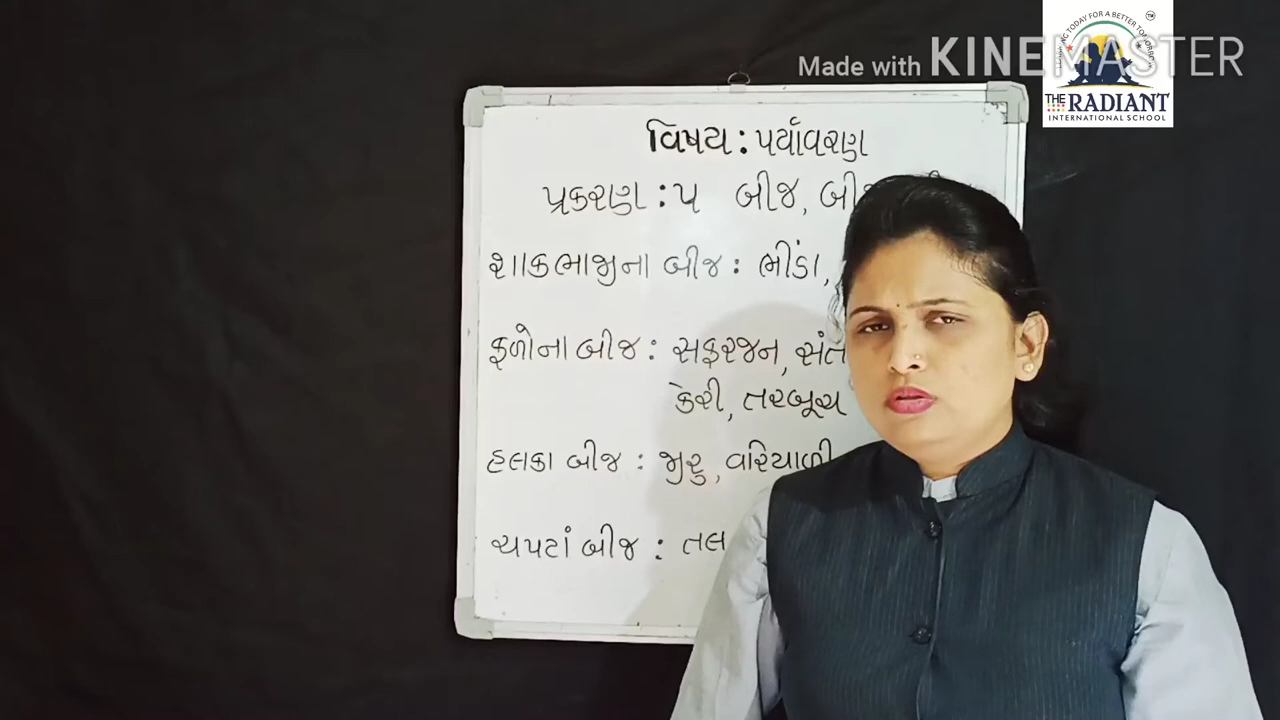 Made with KINEMASTER
THE RADIANT
INTERNATIONAL SCHOOL
વિષય : પર્યાવરણ
પ્રકરણ : ૫ બીજ,
શાકભાજીના બીજ : ભીંડા,
ફળોના બીજ : સફરજન,
કેરી, તરબૂચ
હલકા બીજ : જીરુ, વરિયાળી
ચપટાં બીજ : તલ